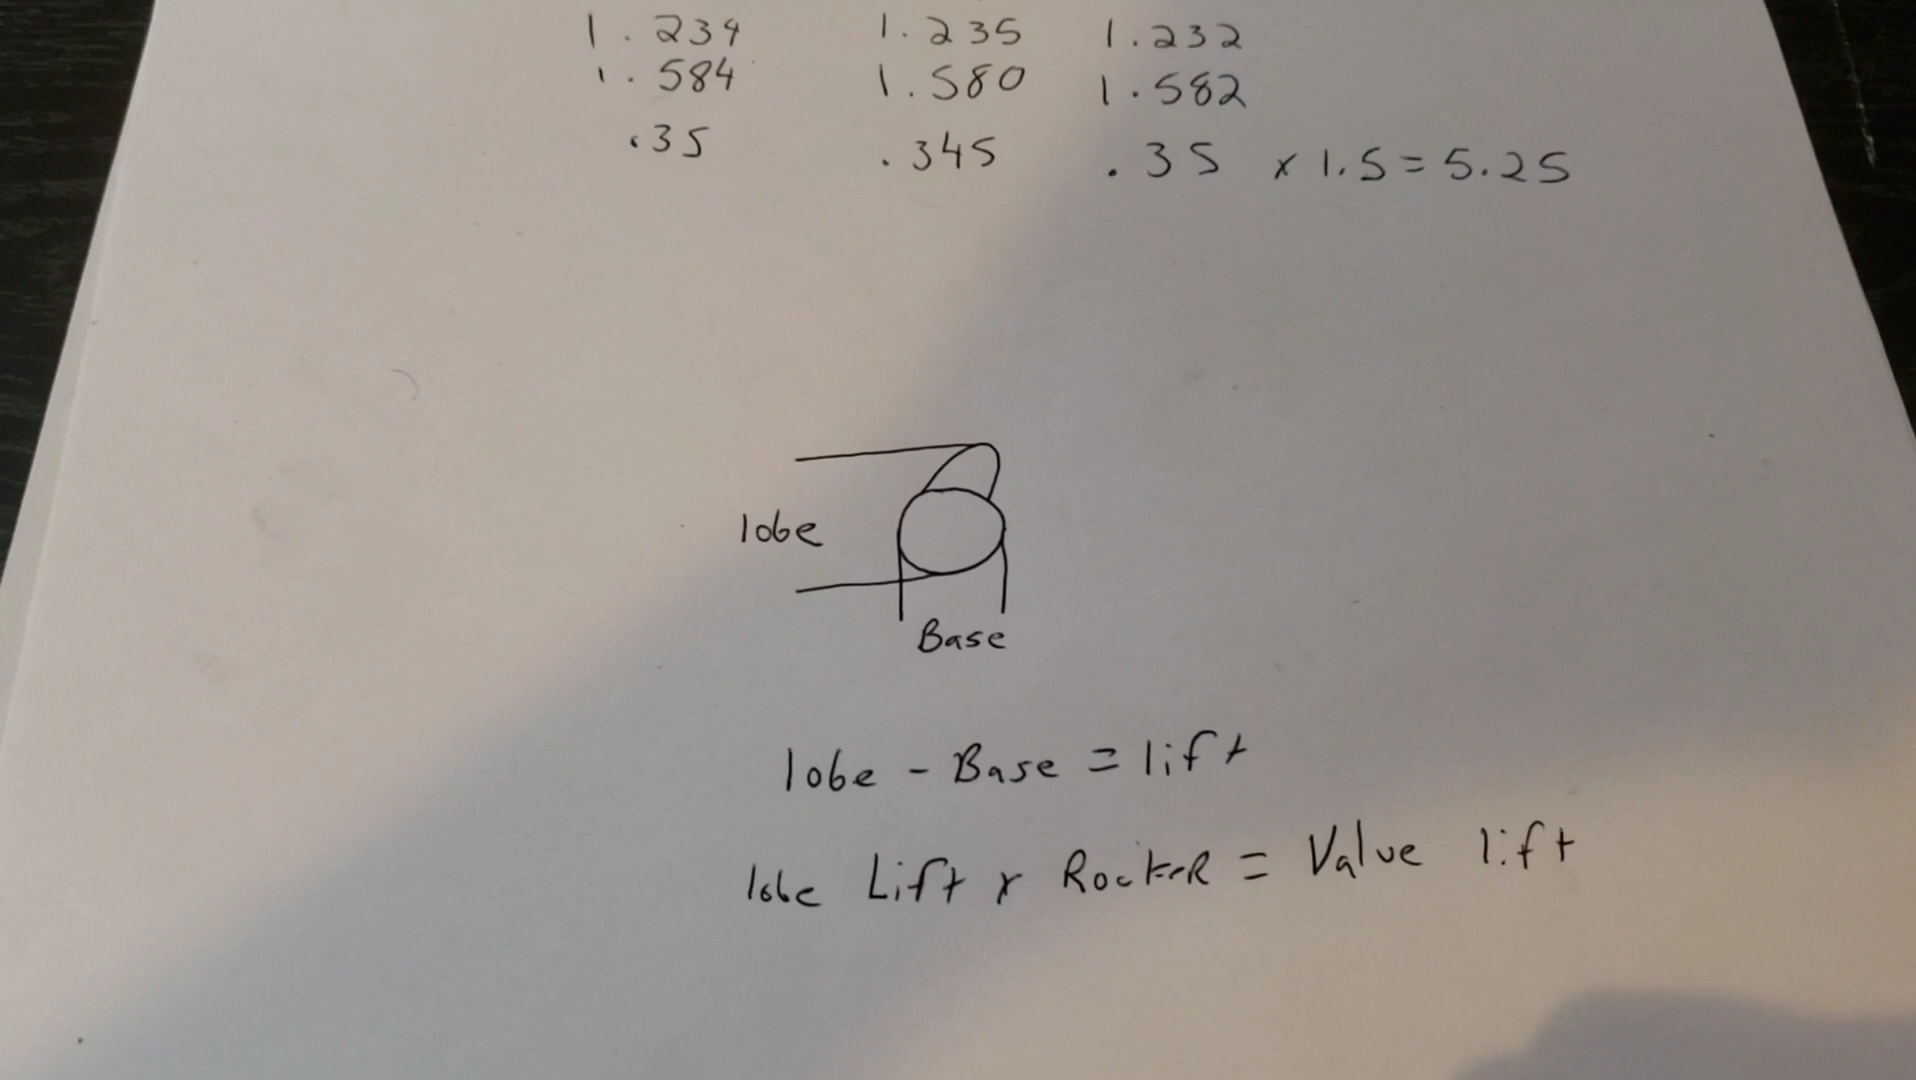 1.234 1.235 1.232
1.584 1.580 1.582
.35 .345 .35 x 1.5 = 5.25
lobe
Base
lobe - Base = lift
lobe Lift x RockeR = Valve lift